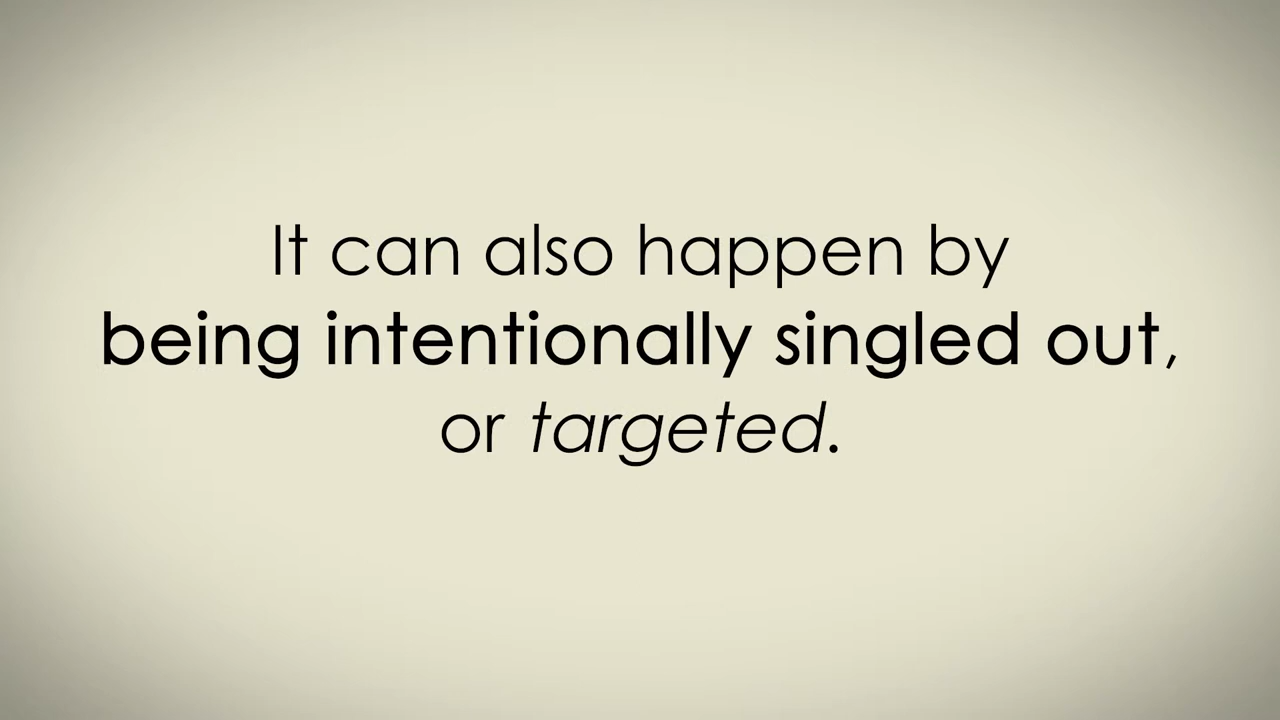 It can also happen by
being intentionally singled out,
or targeted.